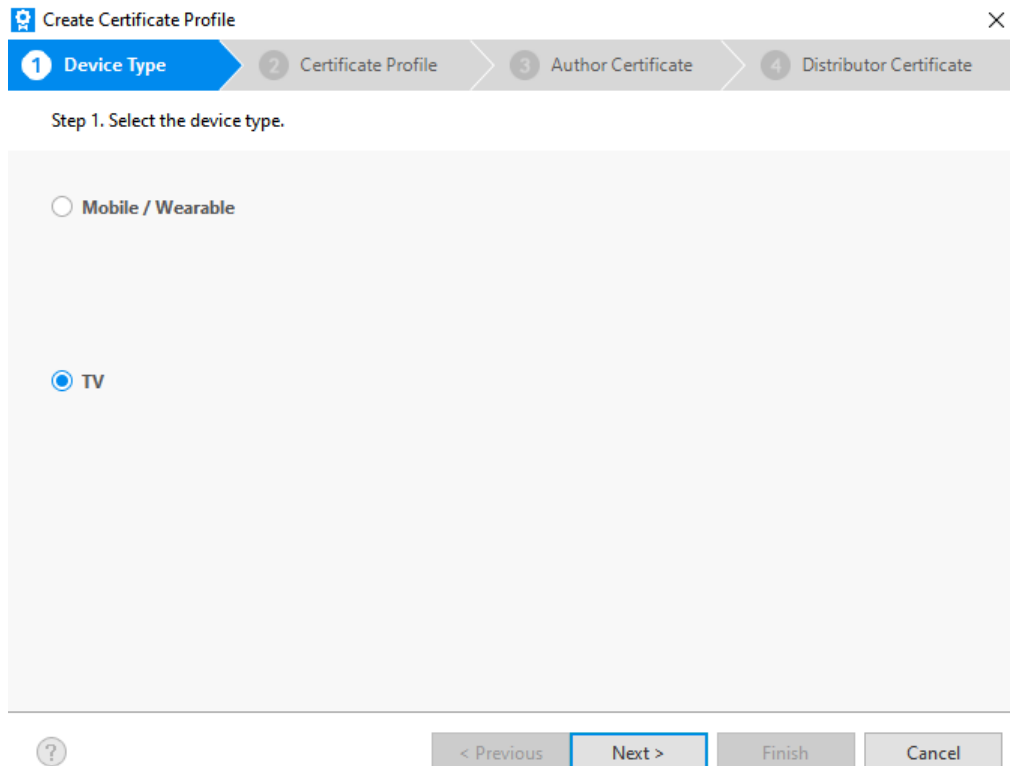 Create Certificate Profile
1 Device Type 2 Certificate Profile 3 Author Certificate 4 Distributor Certificate
Step 1. Select the device type.
Mobile / Wearable
TV
? < Previous Next > Finish Cancel